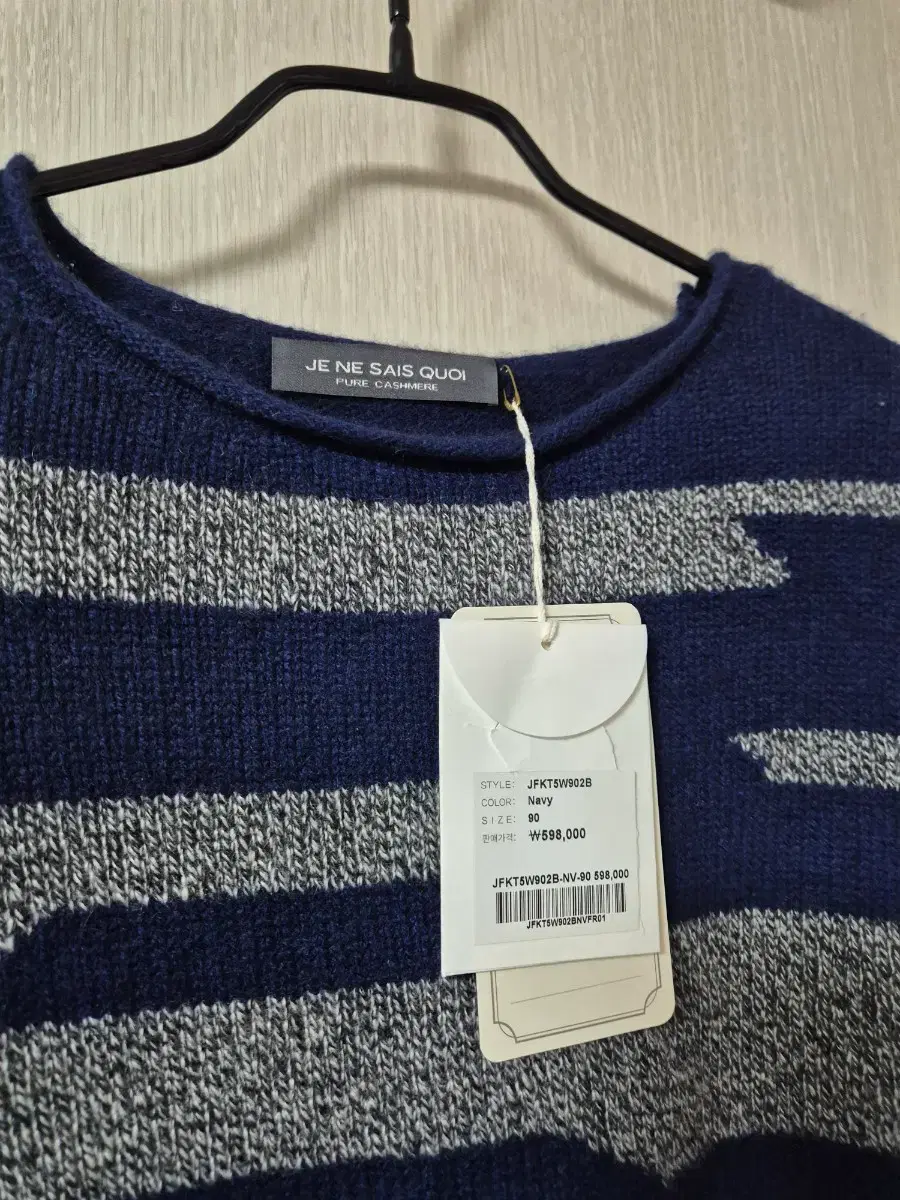 JE NE SAIS QUOI
PURE CASHMERE
STYLE: JFKT5W902B
COLOR: Navy
SIZE: 90
판매가격: ₩598,000
JFKT5W902B-NV-90 598,000
JFKT5W902BNVFR01